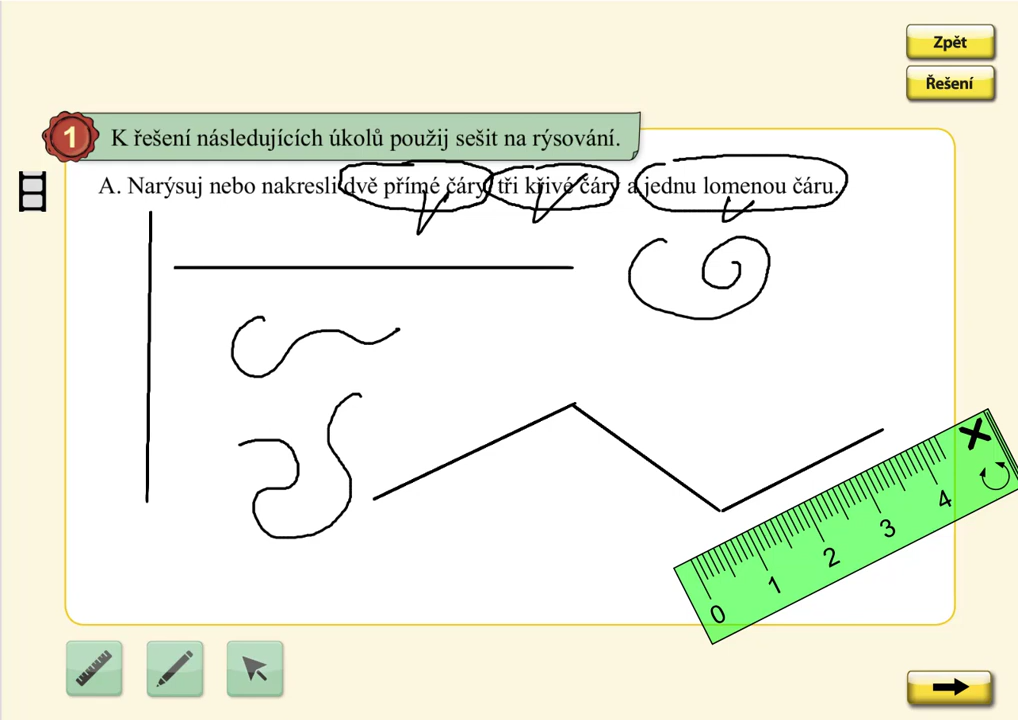 Zpět
Řešení
1 K řešení následujících úkolů použij sešit na rýsování.
A. Narýsuj nebo nakresli dvě přímé čáry, tři křivé čáry a jednu lomenou čáru.
0 1 2 3 4